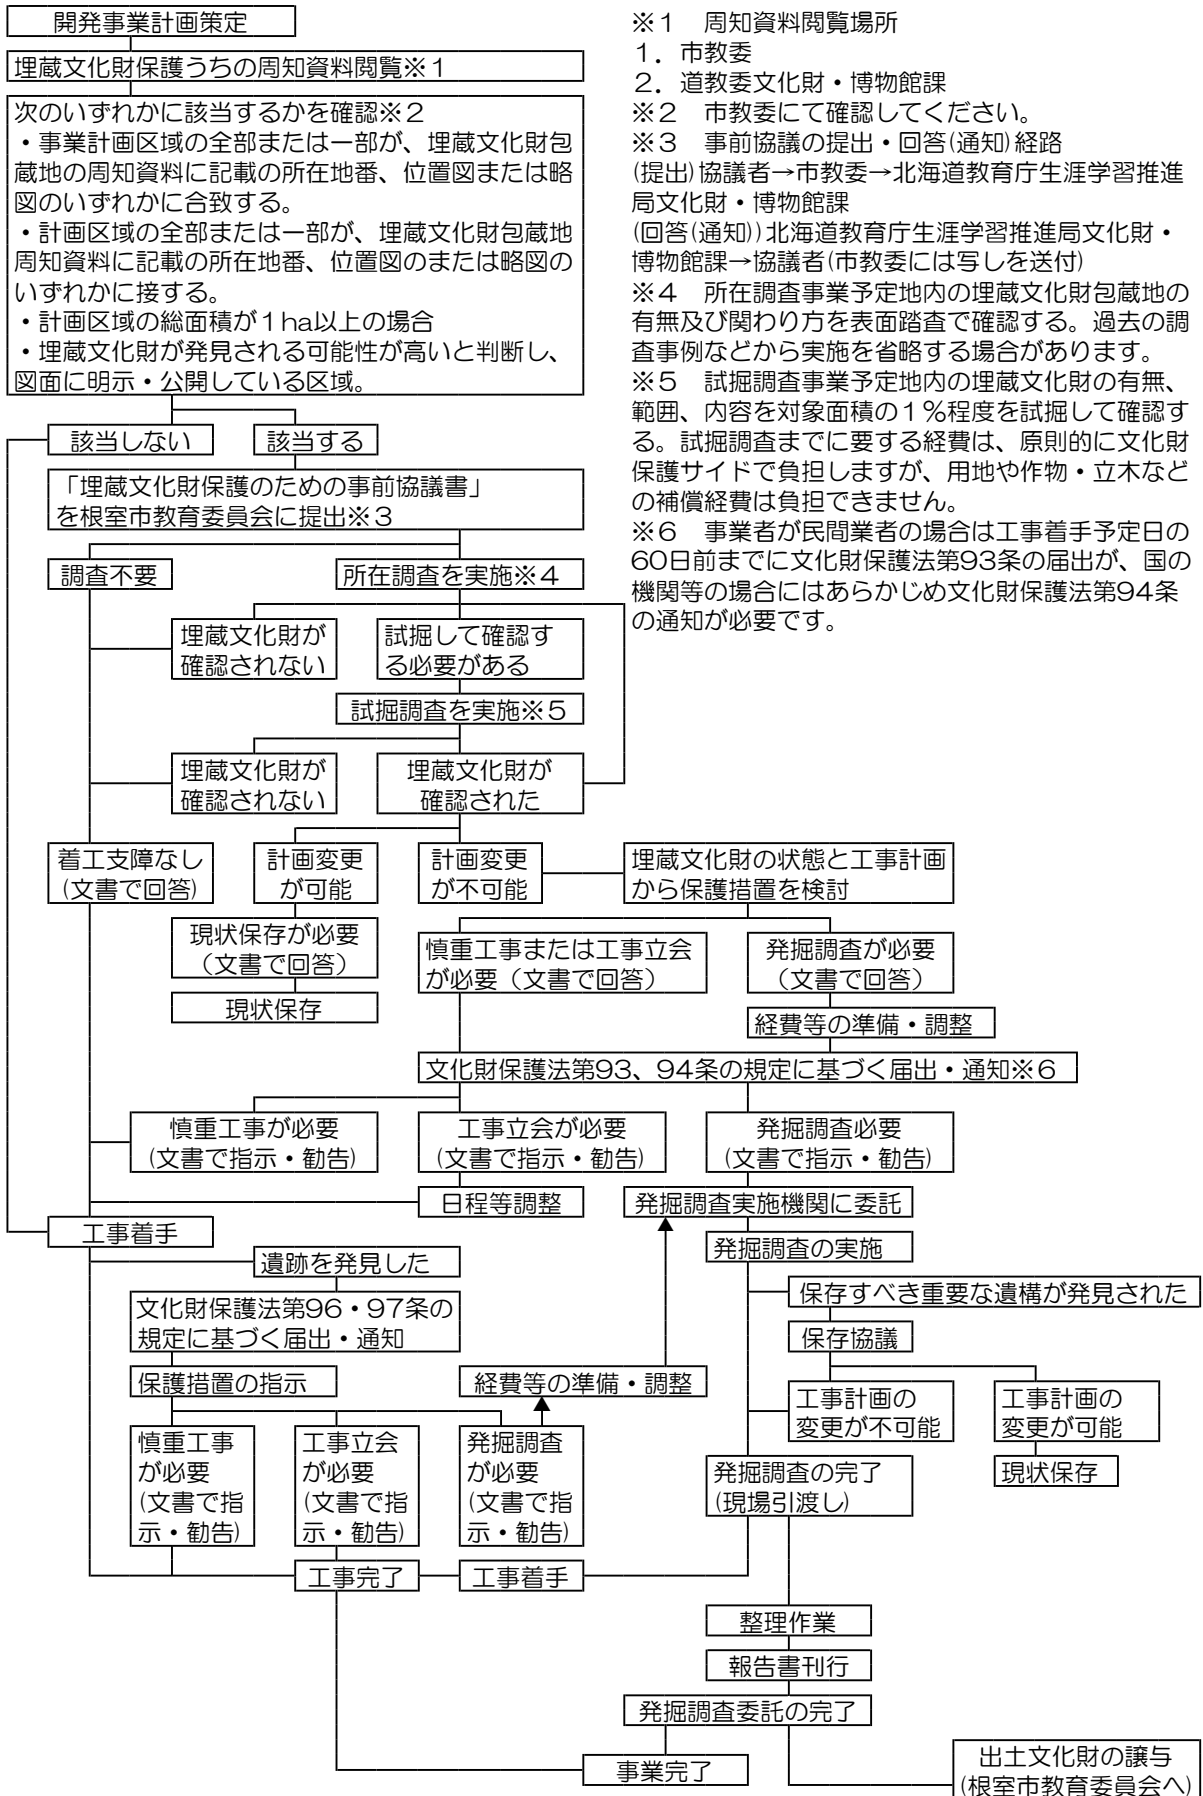 開発事業計画策定
埋蔵文化財保護うちの周知資料閲覧※1
次のいずれかに該当するかを確認※2
・事業計画区域の全部または一部が、埋蔵文化財包
蔵地の周知資料に記載の所在地番、位置図または略
図のいずれかに合致する。
・計画区域の全部または一部が、埋蔵文化財包蔵地
周知資料に記載の所在地番、位置図のまたは略図の
いずれかに接する。
・計画区域の総面積が1ha以上の場合
・埋蔵文化財が発見される可能性が高いと判断し、
図面に明示・公開している区域。
※1 周知資料閲覧場所
1．市教委
2．道教委文化財・博物館課
※2 市教委にて確認してください。
※3 事前協議の提出・回答(通知)経路
(提出)協議者→市教委→北海道教育庁生涯学習推進
局文化財・博物館課
(回答(通知))北海道教育庁生涯学習推進局文化財・
博物館課→協議者(市教委には写しを送付)
※4 所在調査事業予定地内の埋蔵文化財包蔵地の
有無及び関わり方を表面踏査で確認する。過去の調
査事例などから実施を省略する場合があります。
※5 試掘調査事業予定地内の埋蔵文化財の有無、
範囲、内容を対象面積の1％程度を試掘して確認す
る。試掘調査までに要する経費は、原則的に文化財
保護サイドで負担しますが、用地や作物・立木など
の補償経費は負担できません。
※6 事業者が民間業者の場合は工事着手予定日の
60日前までに文化財保護法第93条の届出が、国の
機関等の場合にはあらかじめ文化財保護法第94条
の通知が必要です。
該当しない
該当する
「埋蔵文化財保護のための事前協議書」
を根室市教育委員会に提出※3
調査不要
所在調査を実施※4
埋蔵文化財が
確認されない
試掘して確認す
る必要がある
試掘調査を実施※5
埋蔵文化財が
確認されない
埋蔵文化財が
確認された
着工支障なし
(文書で回答)
計画変更
が可能
計画変更
が不可能
埋蔵文化財の状態と工事計画
から保護措置を検討
現状保存が必要
（文書で回答）
現状保存
慎重工事または工事立会
が必要（文書で回答）
発掘調査が必要
（文書で回答）
経費等の準備・調整
文化財保護法第93、94条の規定に基づく届出・通知※6
慎重工事が必要
(文書で指示・勧告)
工事立会が必要
(文書で指示・勧告)
発掘調査必要
(文書で指示・勧告)
日程等調整
発掘調査実施機関に委託
工事着手
発掘調査の実施
遺跡を発見した
保存すべき重要な遺構が発見された
文化財保護法第96・97条の
規定に基づく届出・通知
保存協議
保護措置の指示
経費等の準備・調整
工事計画の
変更が不可能
工事計画の
変更が可能
慎重工事
が必要
(文書で指
示・勧告)
工事立会
が必要
(文書で指
示・勧告)
発掘調査
が必要
(文書で指
示・勧告)
発掘調査の完了
(現場引渡し)
現状保存
工事完了
工事着手
整理作業
報告書刊行
発掘調査委託の完了
事業完了
出土文化財の譲与
(根室市教育委員会へ)